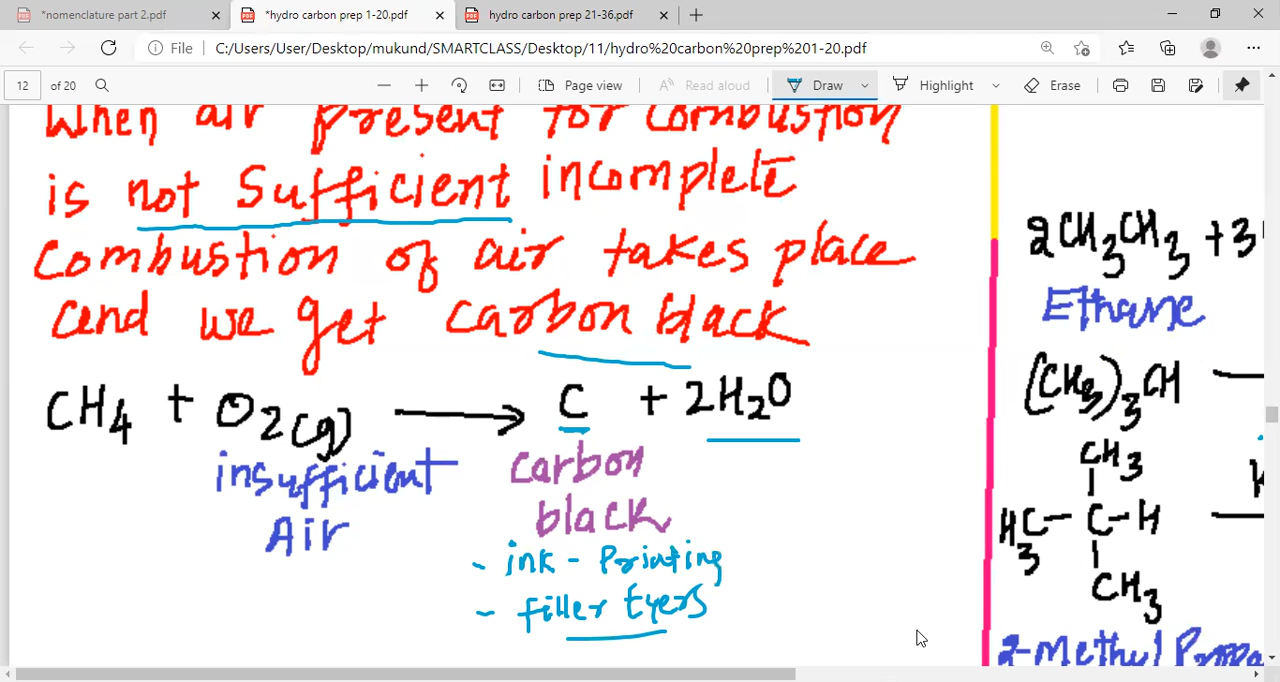 *nomenclature part 2.pdf
*hydro carbon prep 1-20.pdf
hydro carbon prep 21-36.pdf
File
C:/Users/User/Desktop/mukund/SMARTCLASS/Desktop/11/hydro%20carbon%20prep%201-20.pdf
12 of 20
Page view
Read aloud
Draw
Highlight
Erase
When air present for combustion
is not Sufficient incomplete
combustion of air takes place
and we get carbon black
CH4 + O2(g) → C + 2H2O
insufficient
Air
carbon
black
- ink - Printing
- filler tyers
2CH3CH3 + 3
Ethane
(CH3)3CH
CH3
H3C - C - H
CH3
2-Methyl Propa